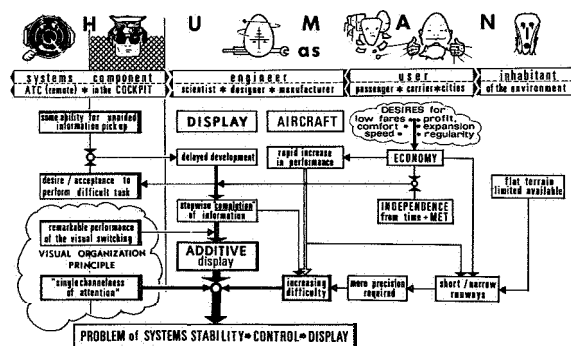 H U M A N
as
systems component
ATC (remote) * in the COCKPIT
engineer
scientist * designer * manufacturer
user
passenger * carrier * cities
inhabitant
of the environment
some ability for unaided
information pick up
DISPLAY
AIRCRAFT
DESIRES for
low fares profit,
comfort expansion
speed regularity
delayed development
rapid increase
in performance
ECONOMY
desire / acceptance to
perform difficult task
INDEPENDENCE
from time + MET
flat terrain
limited available
stepwise completion
of information
remarkable performance
of the visual switching
VISUAL ORGANIZATION
PRINCIPLE
ADDITIVE
display
"single channelness
of attention"
increasing
difficulty
more precision
required
short / narrow
runways
PROBLEM of SYSTEMS STABILITY CONTROL DISPLAY